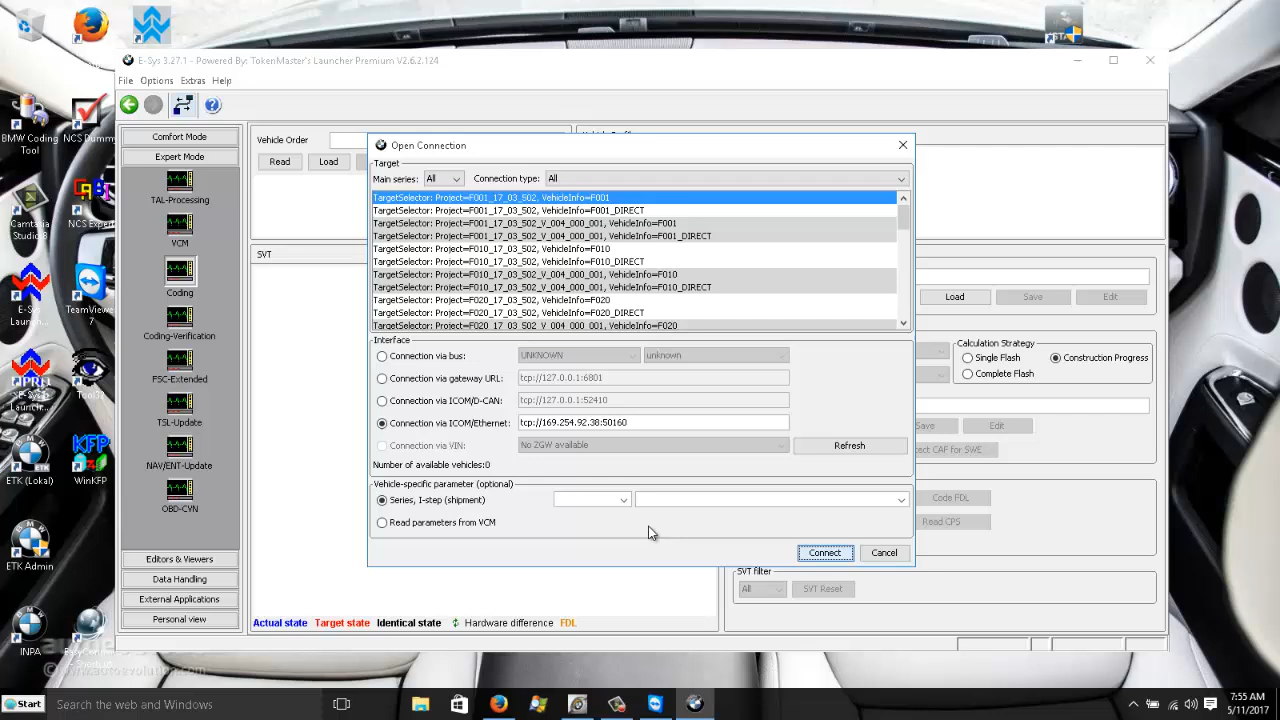 E-Sys 3.27.1 - Powered By: TokenMaster's Launcher Premium V2.6.2.124
File Options Extras Help
Comfort Mode
Expert Mode
TAL-Processing
VCM
Coding
Coding-Verification
FSC-Extended
TSL-Update
NAV/ENT-Update
OBD-CVN
Editors & Viewers
Data Handling
External Applications
Personal view
BMW Coding
Tool
NCS Dummy
Camtasia
Studio 8
NCS Expert
E-Sys
Launch...
TeamViewer
7
E-Sys
Launch...
Tool32
ETK (Lokal)
WinKFP
ETK Admin
INPA
- Shortcut
© www.autoevolution.com
Vehicle Order
Read Load
SVT
Open Connection
Target
Main series: All Connection type: All
TargetSelector: Project=F001_17_03_502, VehicleInfo=F001
TargetSelector: Project=F001_17_03_502, VehicleInfo=F001_DIRECT
TargetSelector: Project=F001_17_03_502_V_004_000_001, VehicleInfo=F001
TargetSelector: Project=F001_17_03_502_V_004_000_001, VehicleInfo=F001_DIRECT
TargetSelector: Project=F010_17_03_502, VehicleInfo=F010
TargetSelector: Project=F010_17_03_502, VehicleInfo=F010_DIRECT
TargetSelector: Project=F010_17_03_502_V_004_000_001, VehicleInfo=F010
TargetSelector: Project=F010_17_03_502_V_004_000_001, VehicleInfo=F010_DIRECT
TargetSelector: Project=F020_17_03_502, VehicleInfo=F020
TargetSelector: Project=F020_17_03_502, VehicleInfo=F020_DIRECT
TargetSelector: Project=F020_17_03_502_V_004_000_001, VehicleInfo=F020
Interface
Connection via bus: UNKNOWN unknown
Connection via gateway URL: tcp://127.0.0.1:6801
Connection via ICOM/D-CAN: tcp://127.0.0.1:52410
Connection via ICOM/Ethernet: tcp://169.254.92.38:50160
Connection via VIN: No ZGW available Refresh
Number of available vehicles:0
Vehicle-specific parameter (optional)
Series, I-step (shipment)
Read parameters from VCM
Connect Cancel
Load Save Edit
Calculation Strategy
Single Flash Construction Progress
Complete Flash
Save Edit
ect CAF for SWE
Code FDL
Read CPS
SVT filter
All SVT Reset
Actual state Target state Identical state Hardware difference FDL
Start Search the web and Windows
7:55 AM
5/11/2017